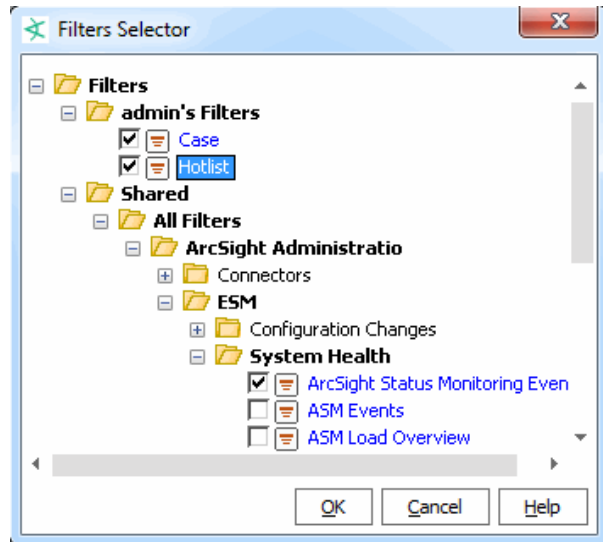 Filters Selector
Filters
admin's Filters
Case
Hotlist
Shared
All Filters
ArcSight Administratio
Connectors
ESM
Configuration Changes
System Health
ArcSight Status Monitoring Even
ASM Events
ASM Load Overview
OK Cancel Help